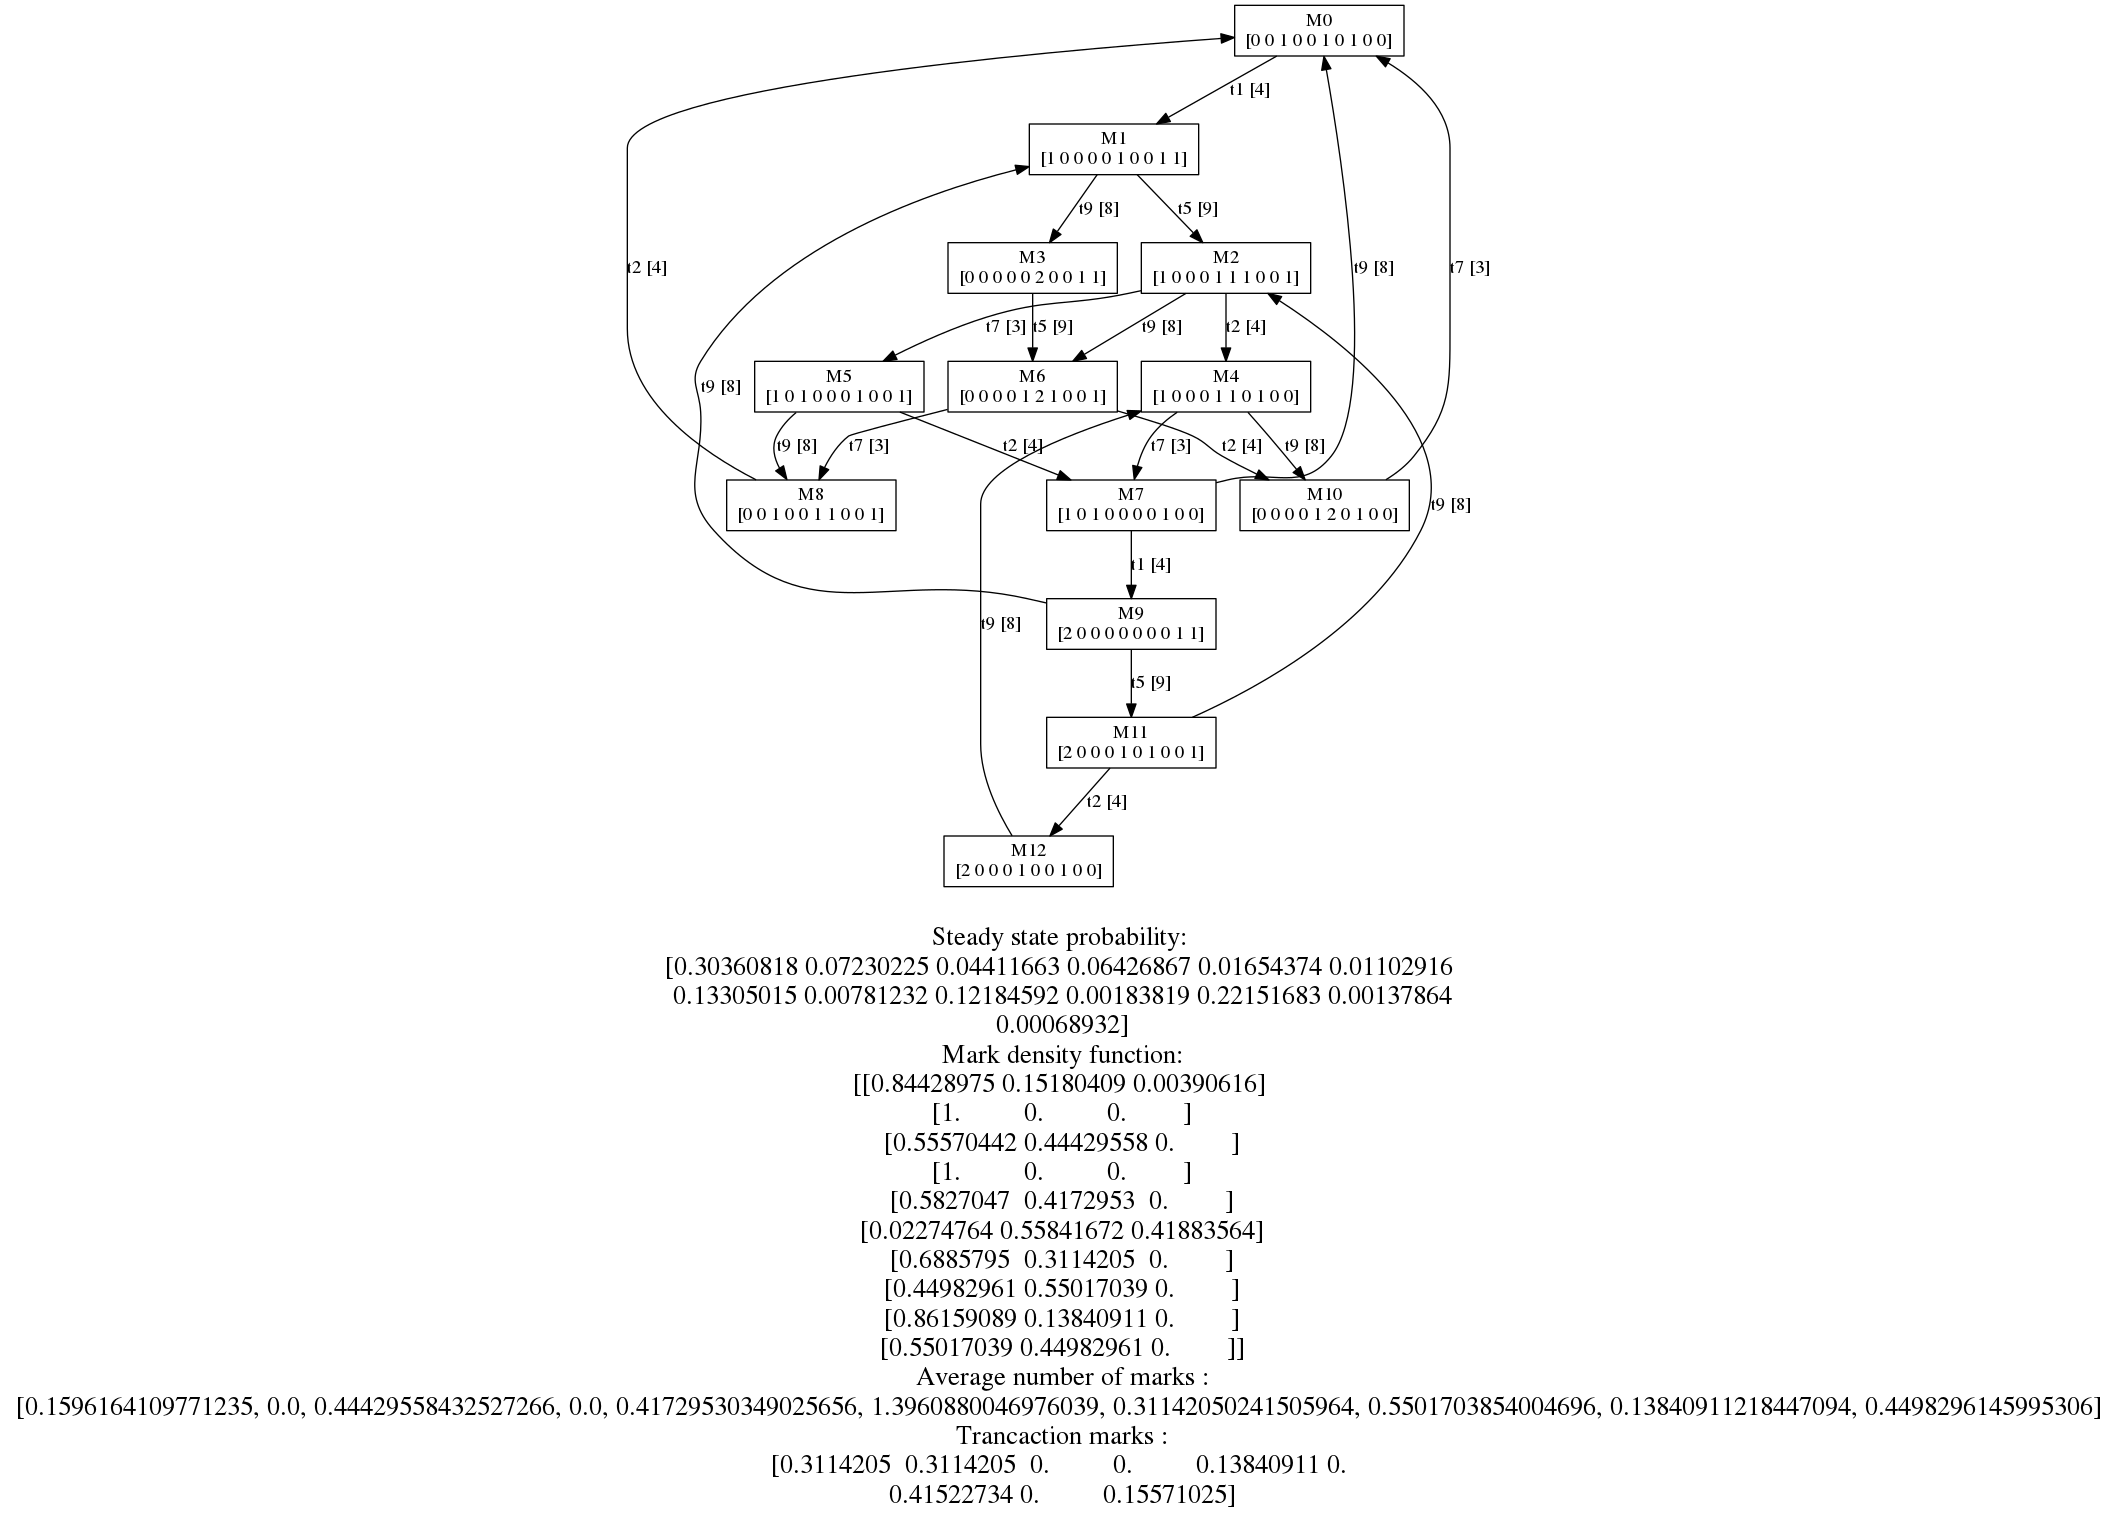 M0
[0 0 1 0 0 1 0 1 0 0]
t1 [4]
M1
[1 0 0 0 0 1 0 0 1 1]
t9 [8]
t5 [9]
M3
[0 0 0 0 0 2 0 0 1 1]
M2
[1 0 0 0 1 1 1 0 0 1]
t2 [4]
t9 [8]
t7 [3]
t7 [3]
t5 [9]
t9 [8]
t2 [4]
M5
[1 0 1 0 0 0 1 0 0 1]
M6
[0 0 0 0 1 2 1 0 0 1]
M4
[1 0 0 0 1 1 0 1 0 0]
t9 [8]
t9 [8]
t7 [3]
t2 [4]
t7 [3]
t2 [4]
t9 [8]
M8
[0 0 1 0 0 1 1 0 0 1]
M7
[1 0 1 0 0 0 0 1 0 0]
M10
[0 0 0 0 1 2 0 1 0 0]
t9 [8]
t1 [4]
M9
[2 0 0 0 0 0 0 0 1 1]
t9 [8]
t5 [9]
M11
[2 0 0 0 1 0 1 0 0 1]
t2 [4]
M12
[2 0 0 0 1 0 0 1 0 0]
Steady state probability:
[0.30360818 0.07230225 0.04411663 0.06426867 0.01654374 0.01102916
0.13305015 0.00781232 0.12184592 0.00183819 0.22151683 0.00137864
0.00068932]
Mark density function:
[[0.84428975 0.15180409 0.00390616]
[1. 0. 0. ]
[0.55570442 0.44429558 0. ]
[1. 0. 0. ]
[0.5827047 0.4172953 0. ]
[0.02274764 0.55841672 0.41883564]
[0.6885795 0.3114205 0. ]
[0.44982961 0.55017039 0. ]
[0.86159089 0.13840911 0. ]
[0.55017039 0.44982961 0. ]]
Average number of marks :
[0.1596164109771235, 0.0, 0.44429558432527266, 0.0, 0.41729530349025656, 1.3960880046976039, 0.31142050241505964, 0.5501703854004696, 0.13840911218447094, 0.4498296145995306]
Trancaction marks :
[0.3114205 0.3114205 0. 0. 0.13840911 0.
0.41522734 0. 0.15571025]